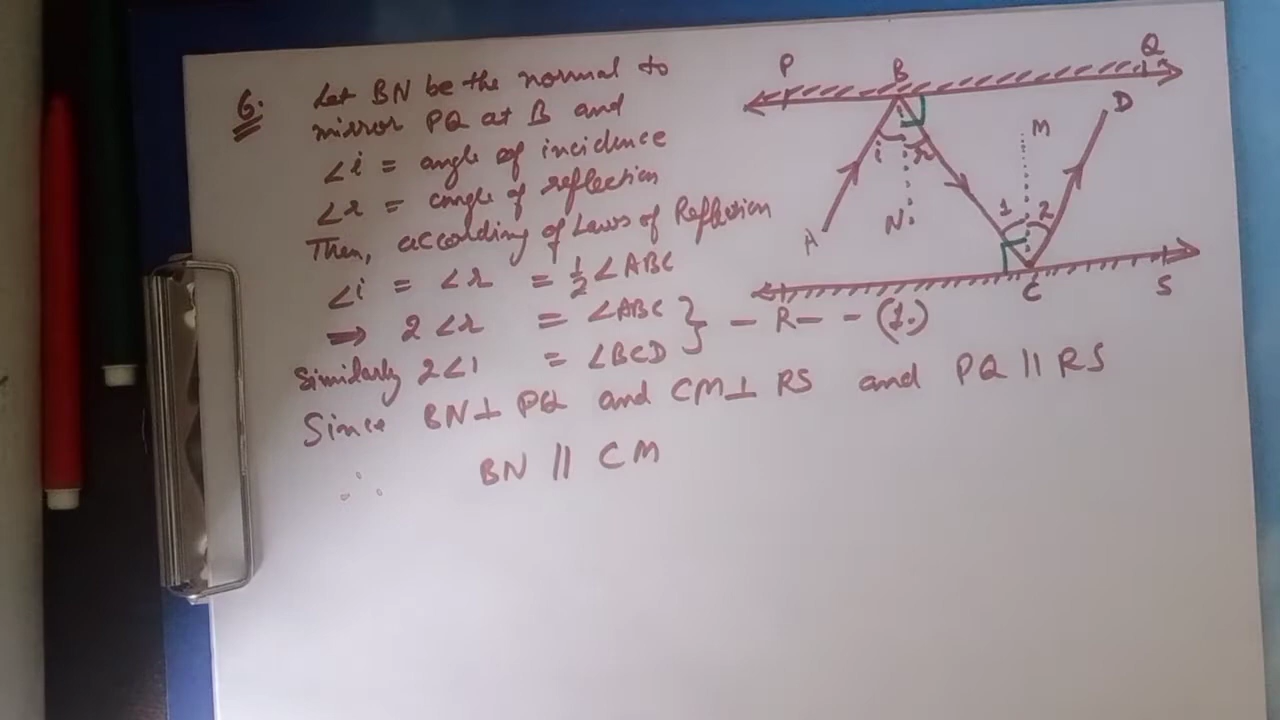 6. Let BN be the normal to
mirror PQ at B and
∠i = angle of incidence
∠r = angle of reflection
Then, according of Laws of Reflection
∠i = ∠r = 1/2 ∠ABC
⇒ 2∠r = ∠ABC
Similarly 2∠1 = ∠BCD } — — - (1.)
Since BN ⊥ PQ and CM ⊥ RS and PQ || RS
∴ BN || CM
P B Q
D
M
i r
1 2
N
A
R C S